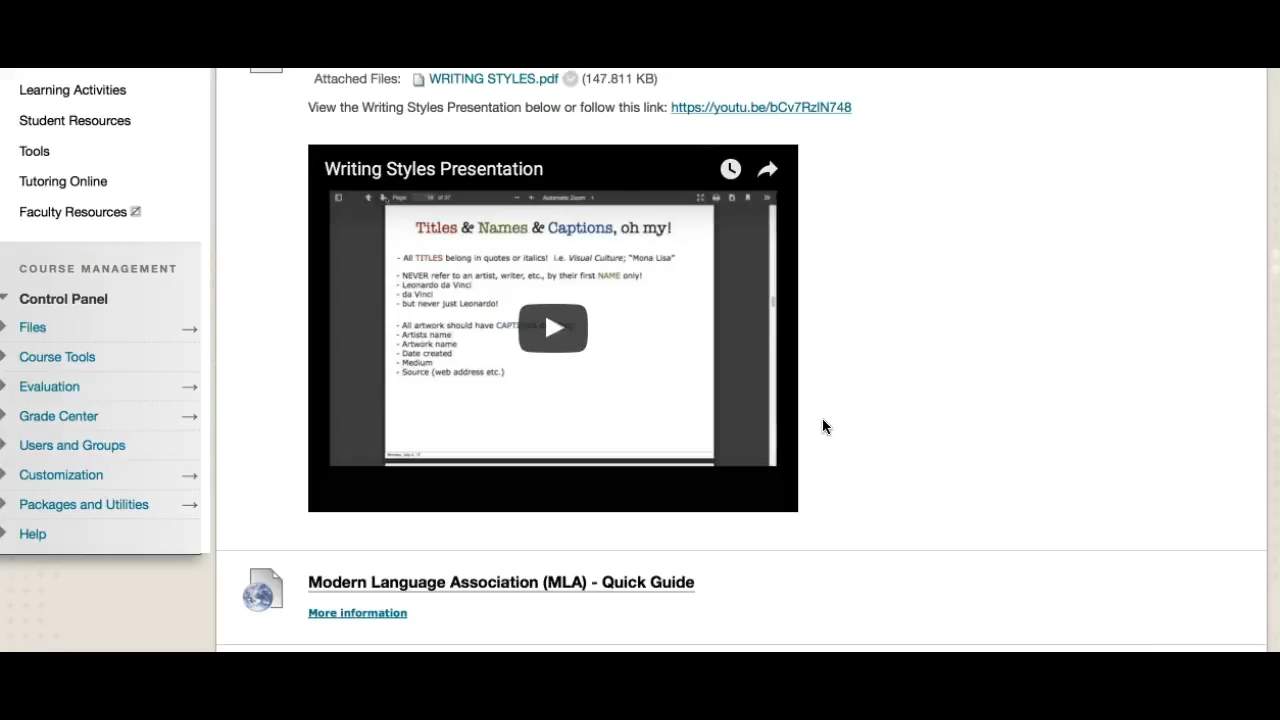 Learning Activities
Student Resources
Tools
Tutoring Online
Faculty Resources
COURSE MANAGEMENT
Control Panel
Files
Course Tools
Evaluation
Grade Center
Users and Groups
Customization
Packages and Utilities
Help
Attached Files: WRITING STYLES.pdf (147.811 KB)
View the Writing Styles Presentation below or follow this link: https://youtu.be/bCv7RzlN748
Writing Styles Presentation
Page: of 37 Automatic Zoom
Titles & Names & Captions, oh my!
- All TITLES belong in quotes or italics! i.e. Visual Culture; "Mona Lisa"
- NEVER refer to an artist, writer, etc., by their first NAME only!
- Leonardo da Vinci
- da Vinci
- but never just Leonardo!
- All artwork should have
- Artists name
- Artwork name
- Date created
- Medium
- Source (web address etc.)
Modern Language Association (MLA) - Quick Guide
More information